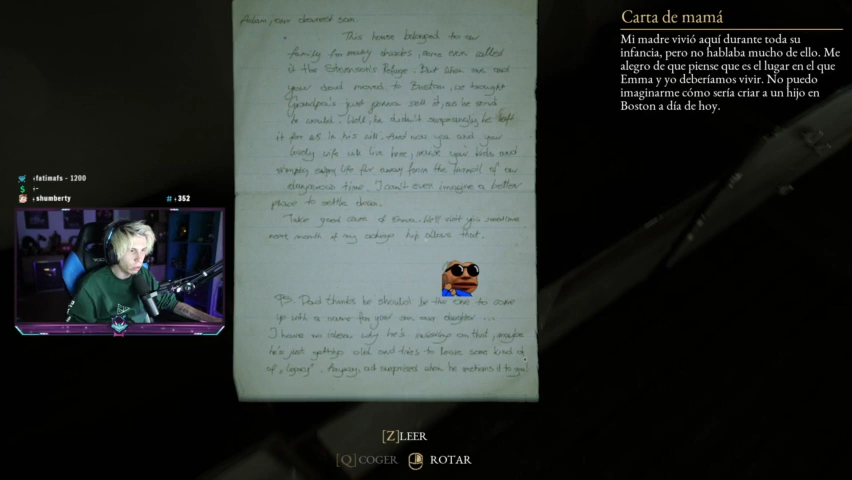 Adam, our dearest son.
This house belonged to our
family for many decades, some even called
it the Stevenson's Refuge. But when me and
your dad moved to Boston, we thought
Grandpa's just gonna sell it, as he said
he would. Well, he didn't, surprisingly he left
it for us in his will. And now you and your
lovely wife will live here, raise your kids and
simply enjoy life far away from the turmoil of our
dangerous time. I can't even imagine a better
place to settle down.
Take good care of Emma. We'll visit you sometime
next month if my aching hip allows that.
PS. Dad thinks he should be the one to come
up with a name for your daughter ...
I have no idea why he's insisting on that, maybe
he's just getting old and tries to leave some kind of
"legacy". Anyway, not surprised when he mentions it to you!
Carta de mamá
Mi madre vivió aquí durante toda su
infancia, pero no hablaba mucho de ello. Me
alegro de que piense que es el lugar en el que
Emma y yo deberíamos vivir. No puedo
imaginarme cómo sería criar a un hijo en
Boston a día de hoy.
fatimafs - 1200
shumberty
# 352
[Z]LEER
[Q]COGER ROTAR